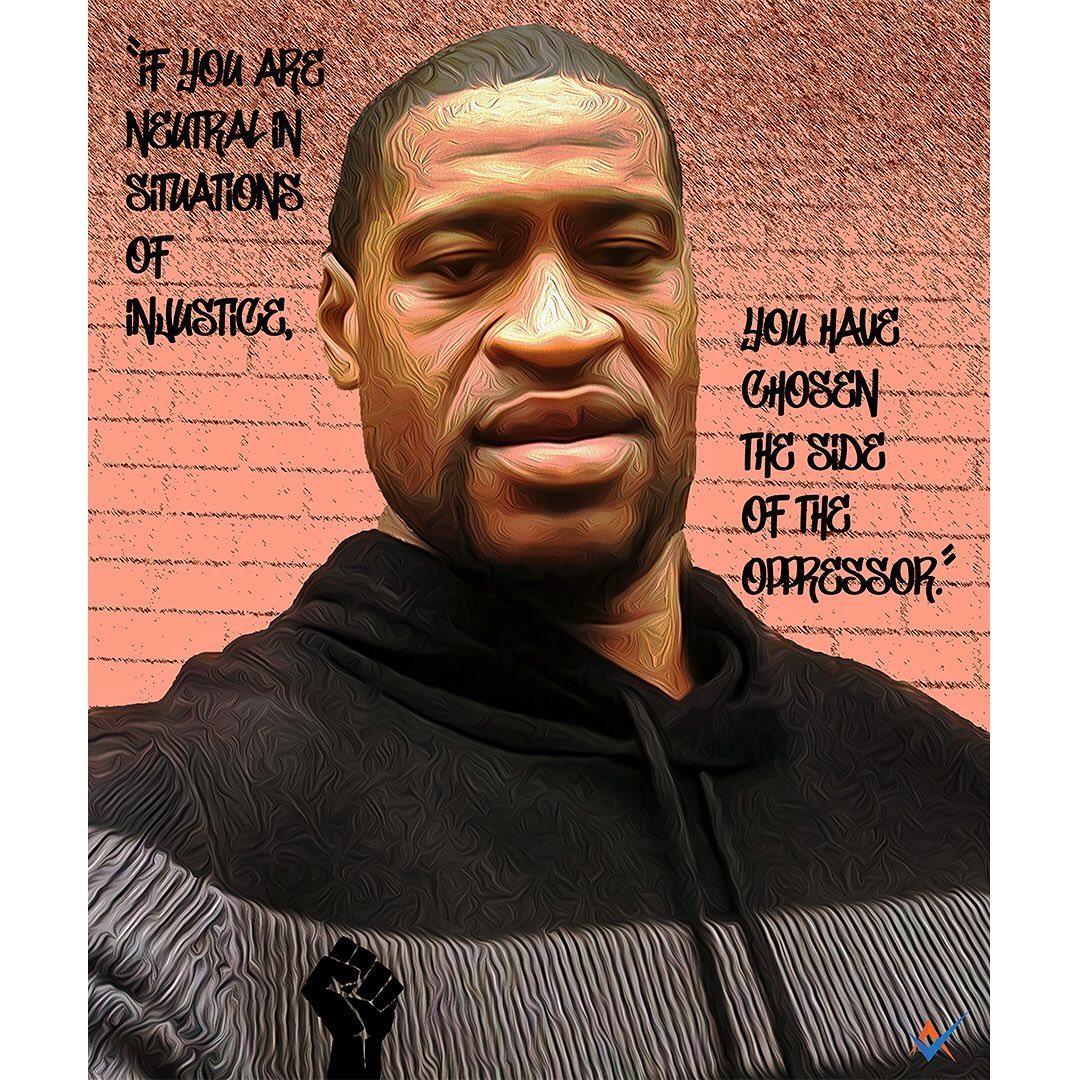 "IF YOU ARE
NEUTRAL IN
SITUATIONS
OF
INJUSTICE,
YOU HAVE
CHOSEN
THE SIDE
OF THE
OPPRESSOR."